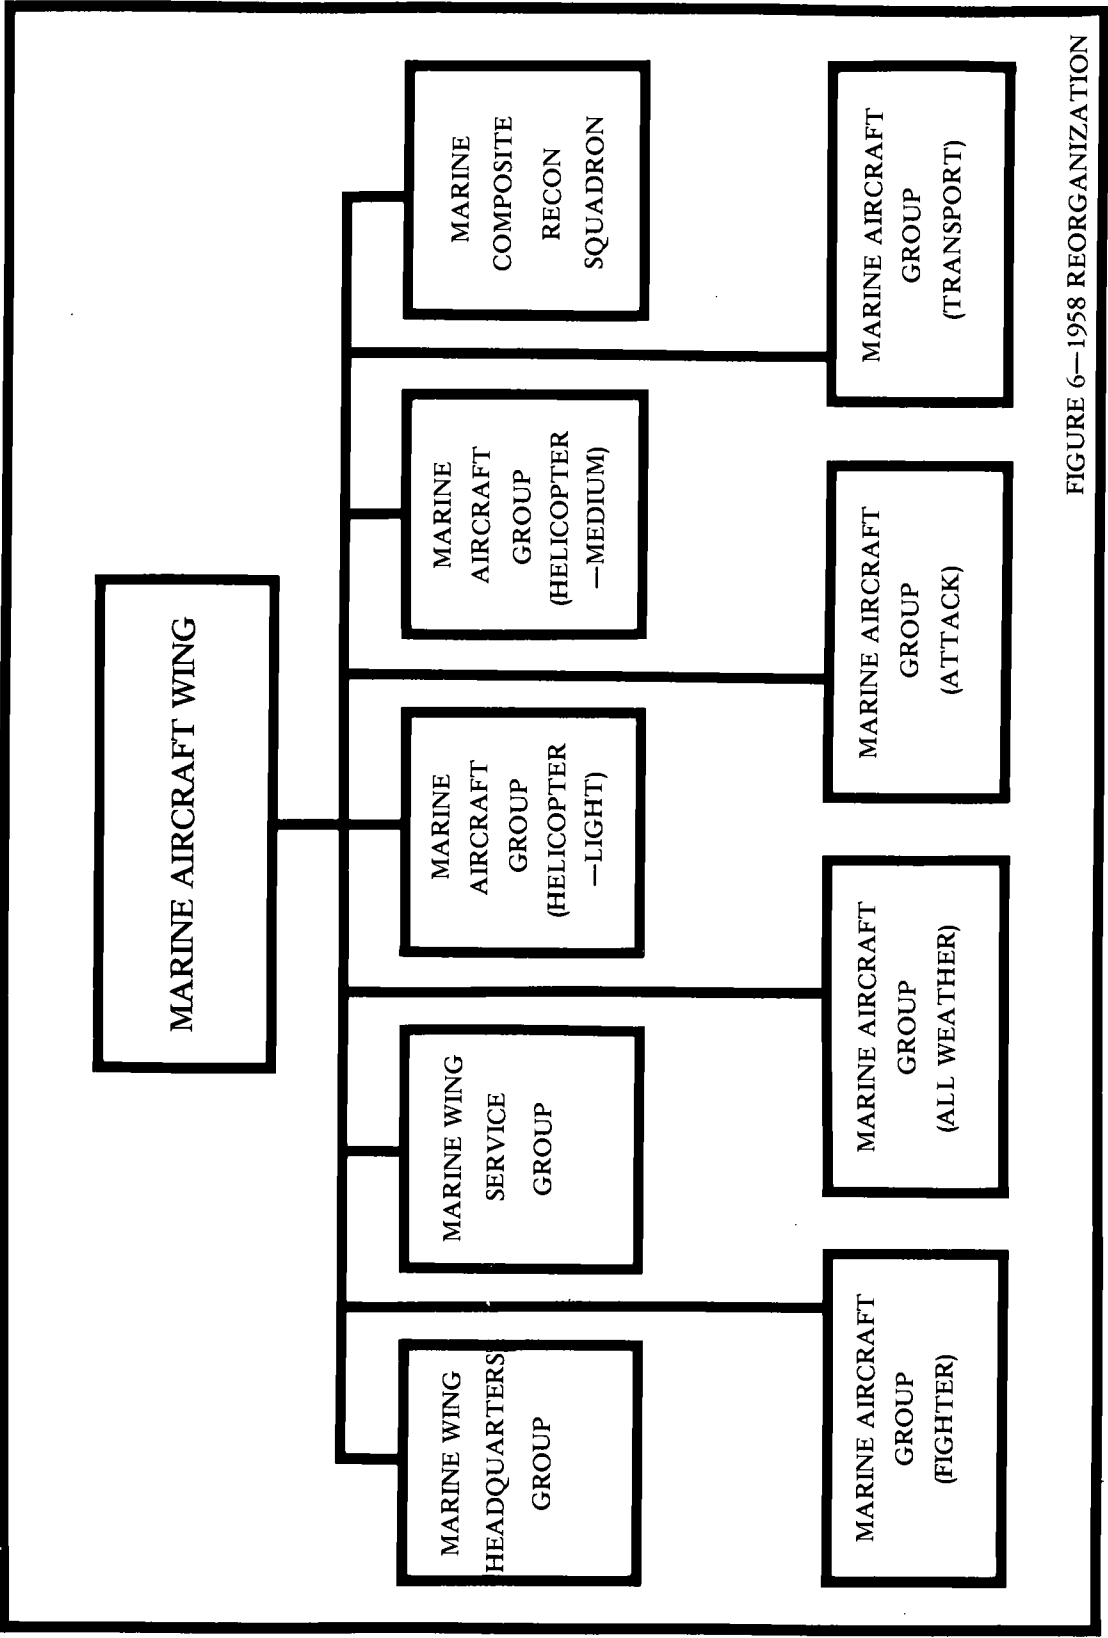 MARINE AIRCRAFT WING
MARINE WING
HEADQUARTERS
GROUP
MARINE WING
SERVICE
GROUP
MARINE
AIRCRAFT
GROUP
(HELICOPTER
—LIGHT)
MARINE
AIRCRAFT
GROUP
(HELICOPTER
—MEDIUM)
MARINE
COMPOSITE
RECON
SQUADRON
MARINE AIRCRAFT
GROUP
(FIGHTER)
MARINE AIRCRAFT
GROUP
(ALL WEATHER)
MARINE AIRCRAFT
GROUP
(ATTACK)
MARINE AIRCRAFT
GROUP
(TRANSPORT)
FIGURE 6—1958 REORGANIZATION